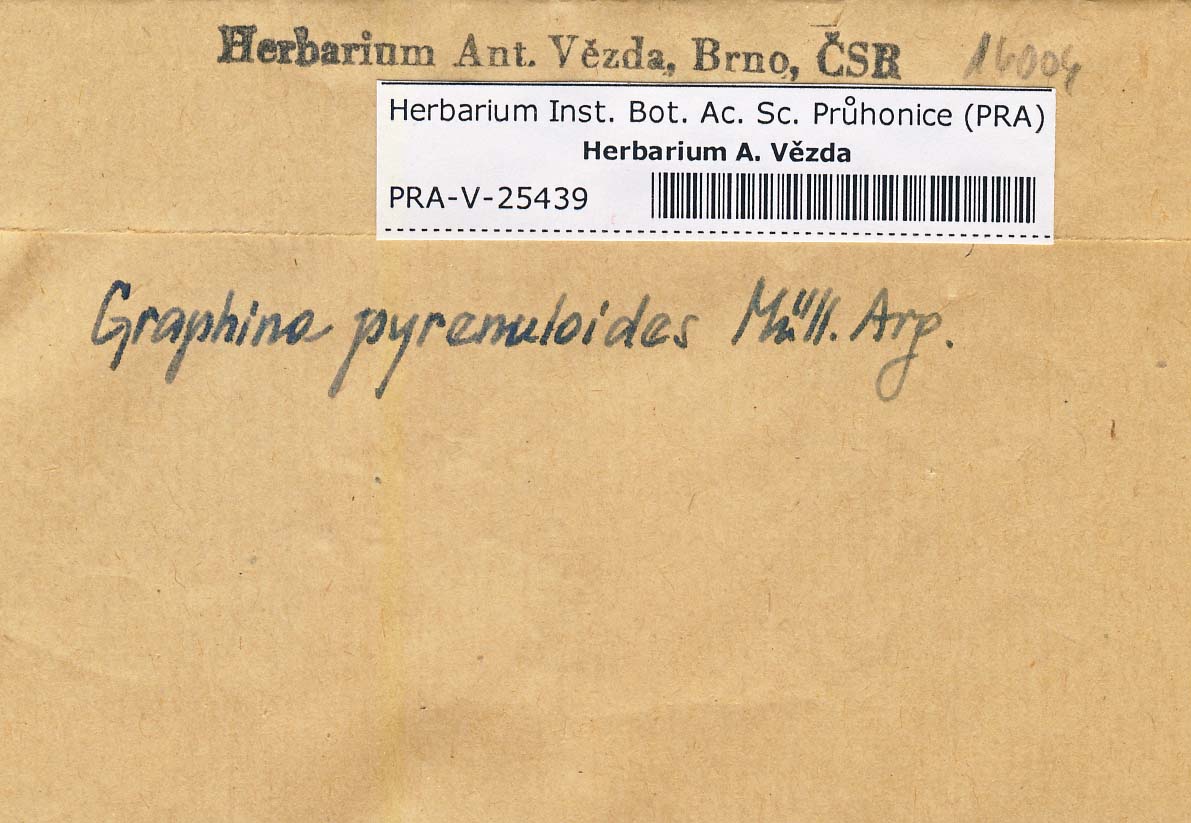 Herbarium Ant. Vězda, Brno, ČSR
Herbarium Inst. Bot. Ac. Sc. Průhonice (PRA)
Herbarium A. Vězda
PRA-V-25439
Graphina pyrenuloides Müll. Arg.